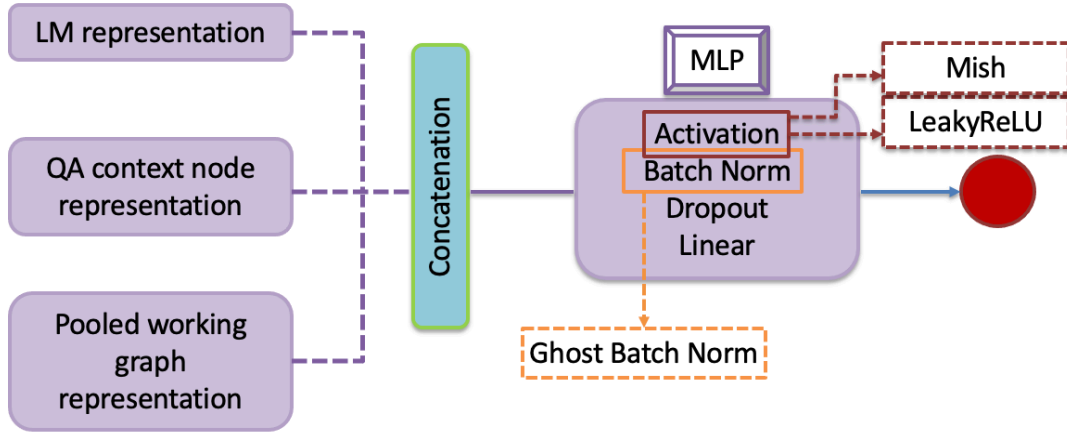 LM representation
QA context node
representation
Pooled working
graph
representation
Concatenation
MLP
Activation
Batch Norm
Dropout
Linear
Mish
LeakyReLU
Ghost Batch Norm